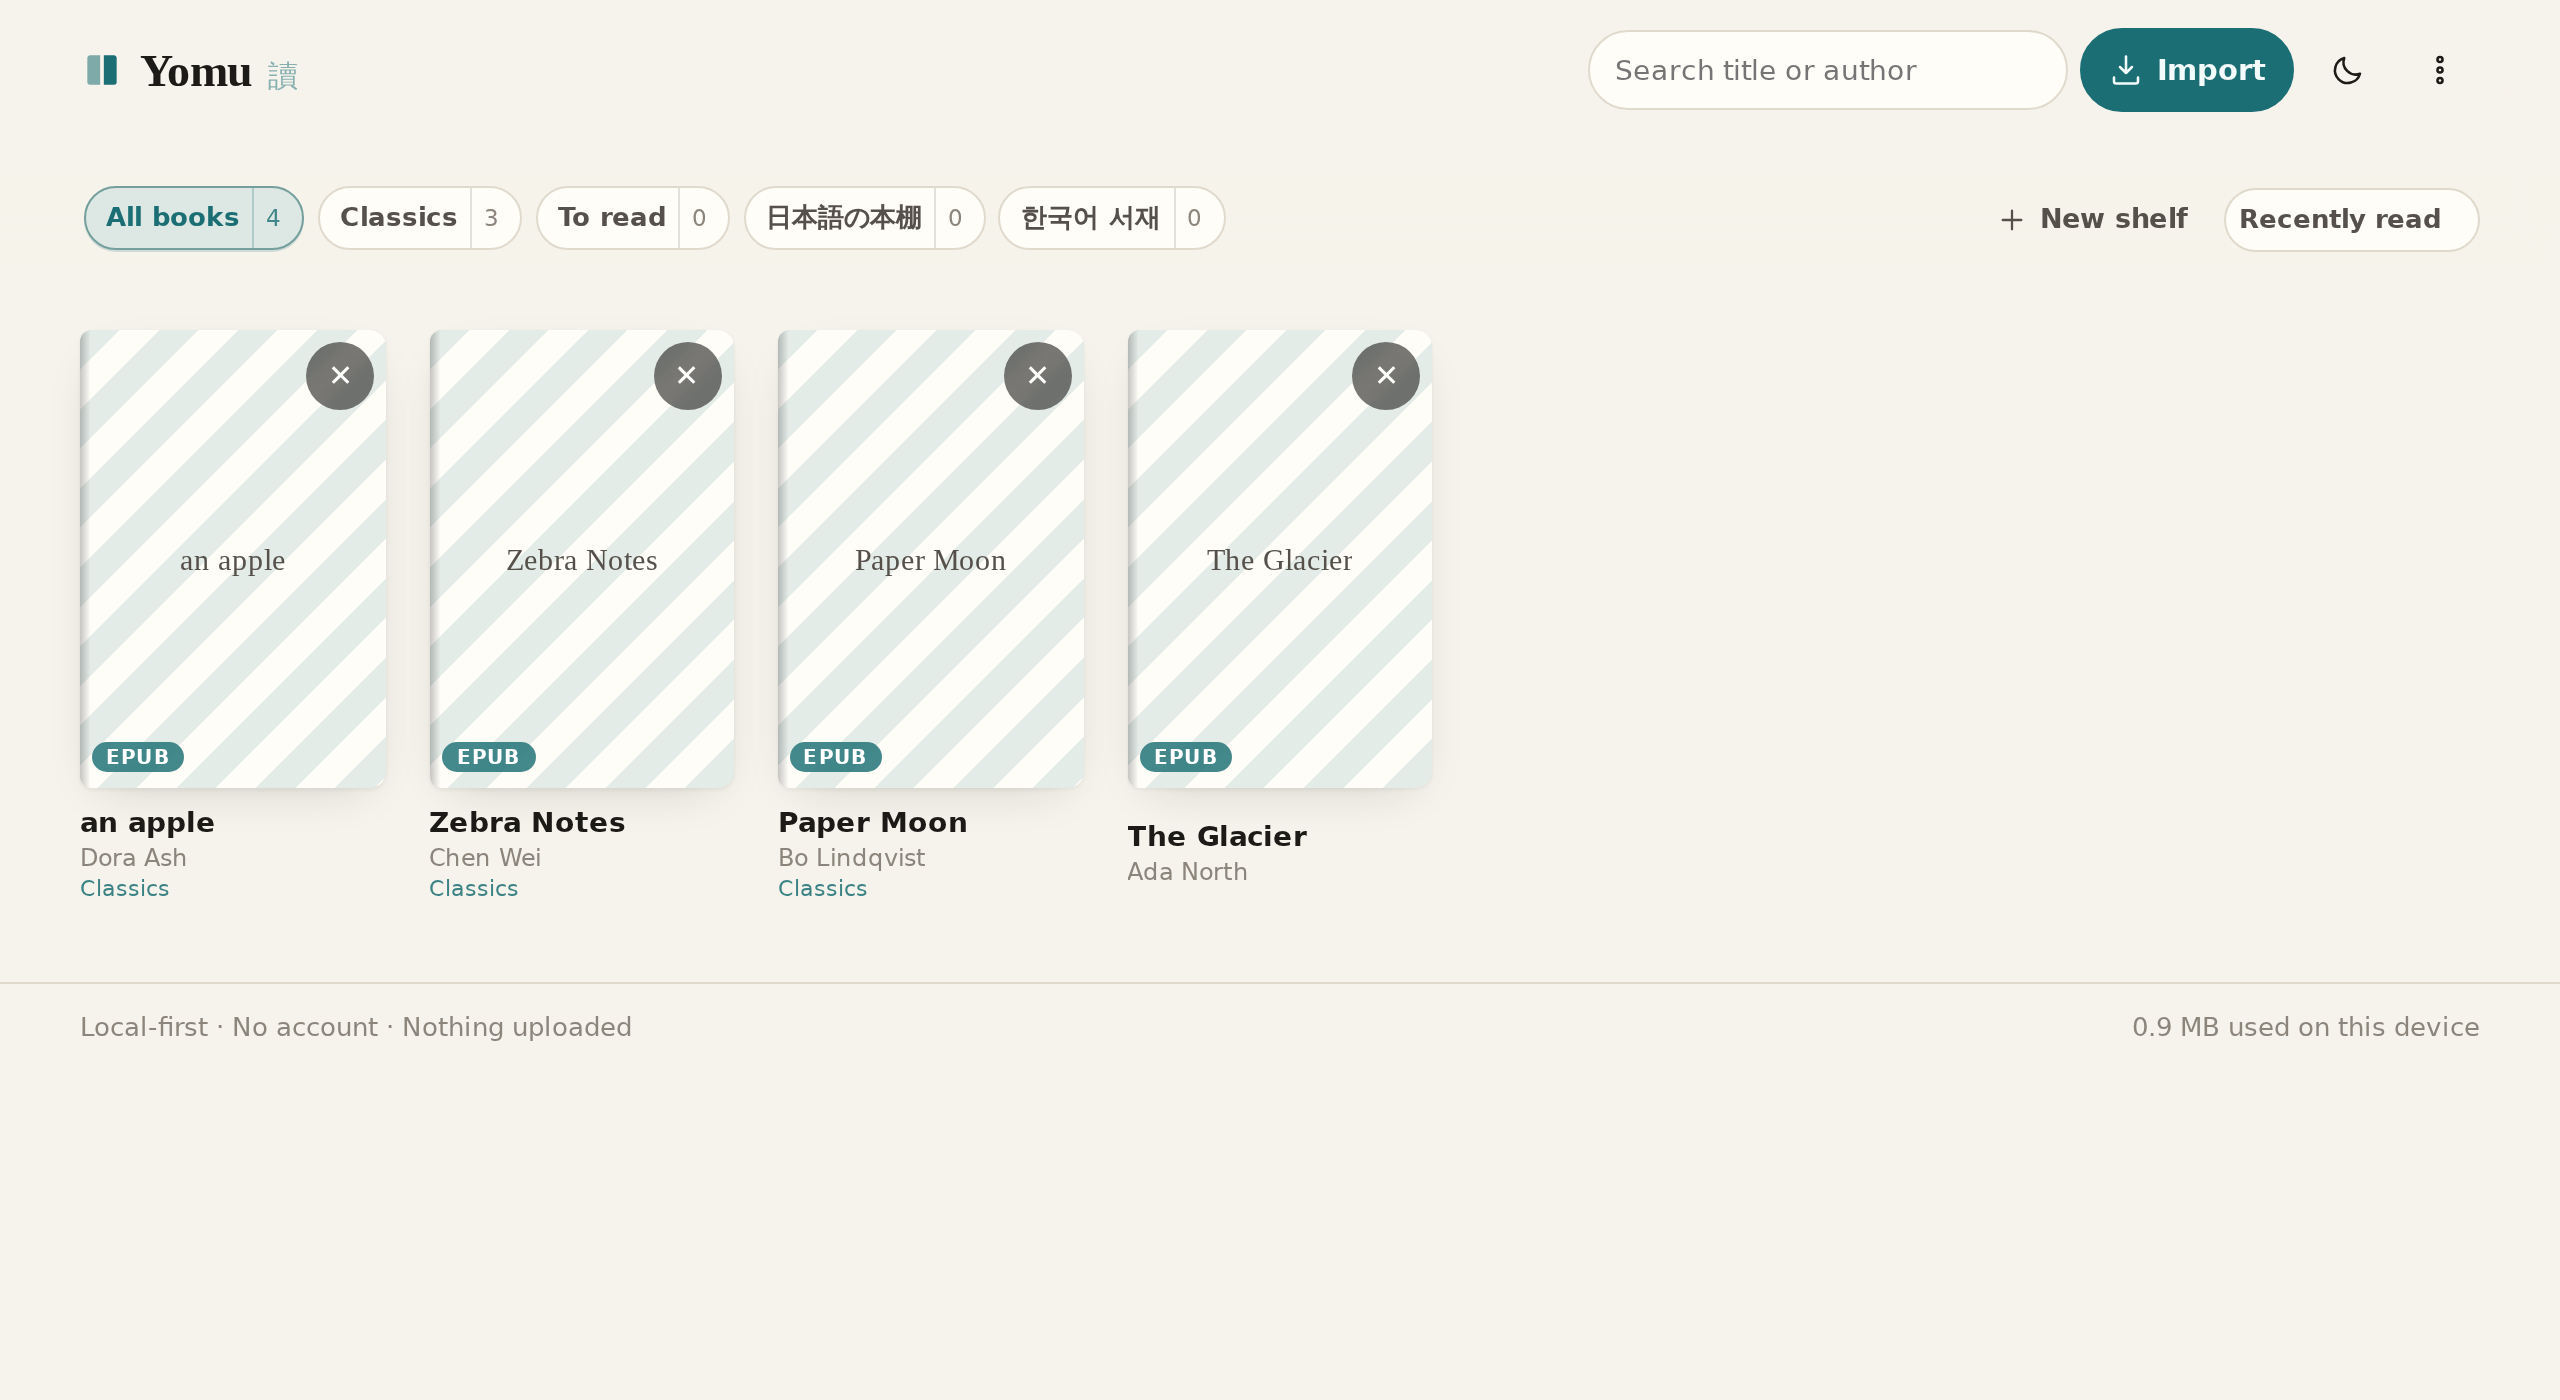 Yomu 讀
Search title or author
Import
All books 4
Classics 3
To read 0
日本語の本棚 0
한국어 서재 0
New shelf
Recently read
an apple
EPUB
an apple
Dora Ash
Classics
Zebra Notes
EPUB
Zebra Notes
Chen Wei
Classics
Paper Moon
EPUB
Paper Moon
Bo Lindqvist
Classics
The Glacier
EPUB
The Glacier
Ada North
Local-first · No account · Nothing uploaded
0.9 MB used on this device